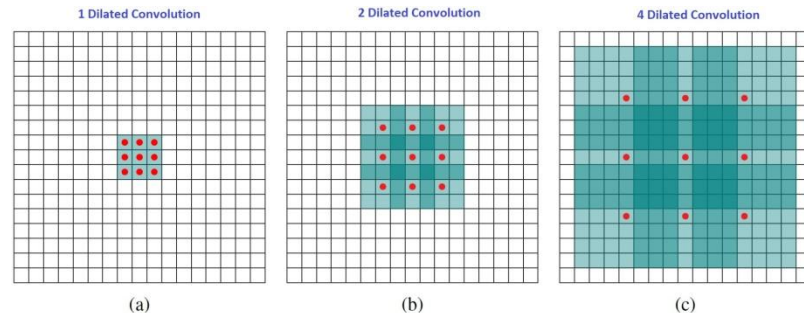 1 Dilated Convolution
2 Dilated Convolution
4 Dilated Convolution
(a)
(b)
(c)